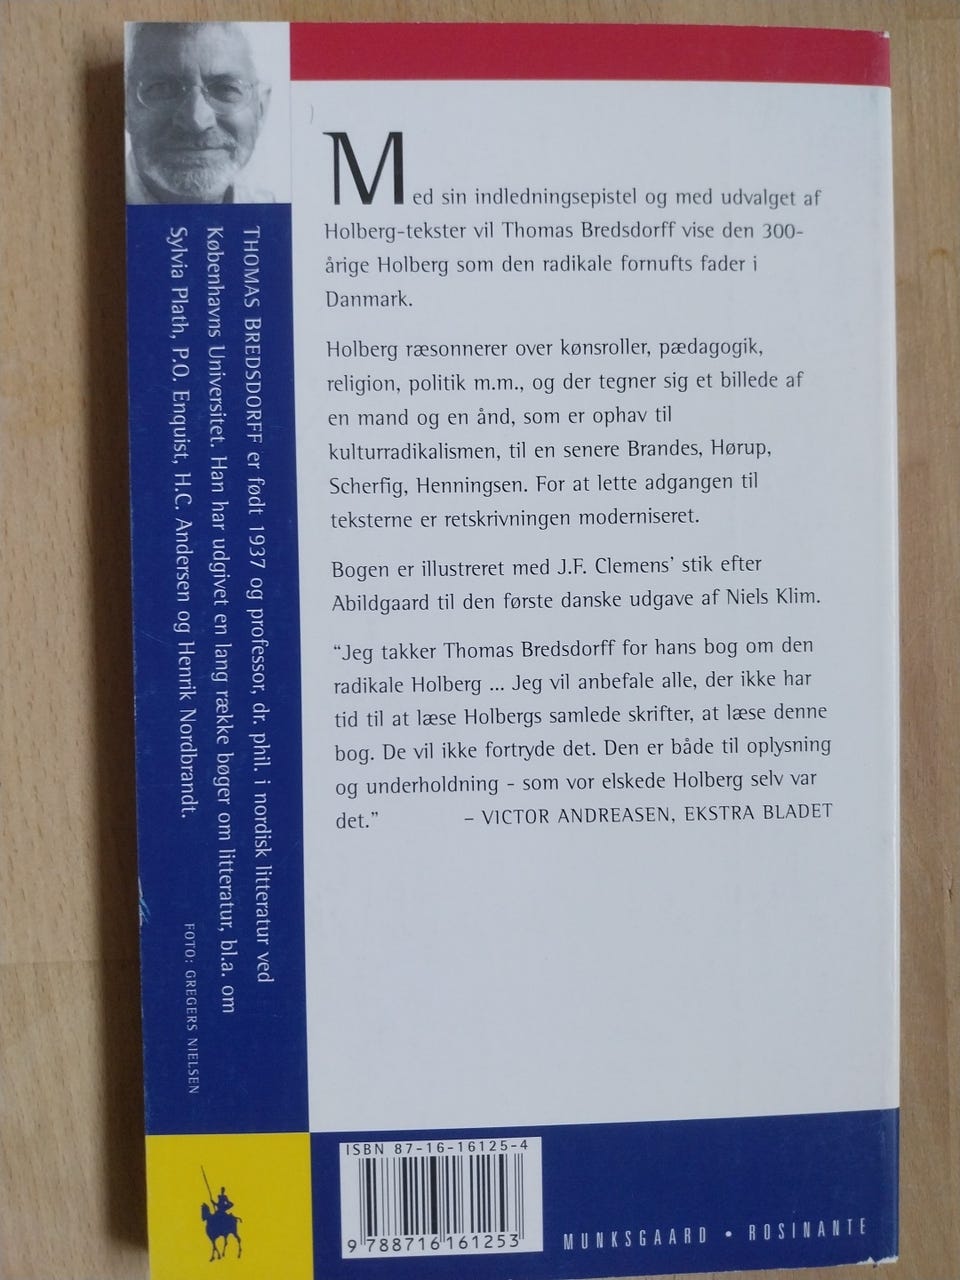 Med sin indledningsepistel og med udvalget af
Holberg-tekster vil Thomas Bredsdorff vise den 300-
årige Holberg som den radikale fornufts fader i
Danmark.
Holberg ræsonnerer over kønsroller, pædagogik,
religion, politik m.m., og der tegner sig et billede af
en mand og en ånd, som er ophav til
kulturradikalismen, til en senere Brandes, Hørup,
Scherfig, Henningsen. For at lette adgangen til
teksterne er retskrivningen moderniseret.
Bogen er illustreret med J.F. Clemens' stik efter
Abildgaard til den første danske udgave af Niels Klim.
"Jeg takker Thomas Bredsdorff for hans bog om den
radikale Holberg ... Jeg vil anbefale alle, der ikke har
tid til at læse Holbergs samlede skrifter, at læse denne
bog. De vil ikke fortryde det. Den er både til oplysning
og underholdning - som vor elskede Holberg selv var
det." – VICTOR ANDREASEN, EKSTRA BLADET
THOMAS BREDSDORFF er født 1937 og professor, dr. phil. i nordisk litteratur ved
Københavns Universitet. Han har udgivet en lang række bøger om litteratur, bl.a. om
Sylvia Plath, P.O. Enquist, H.C. Andersen og Henrik Nordbrandt.
FOTO: GREGERS NIELSEN
ISBN 87-16-16125-4
9 788716 161253
MUNKSGAARD • ROSINANTE